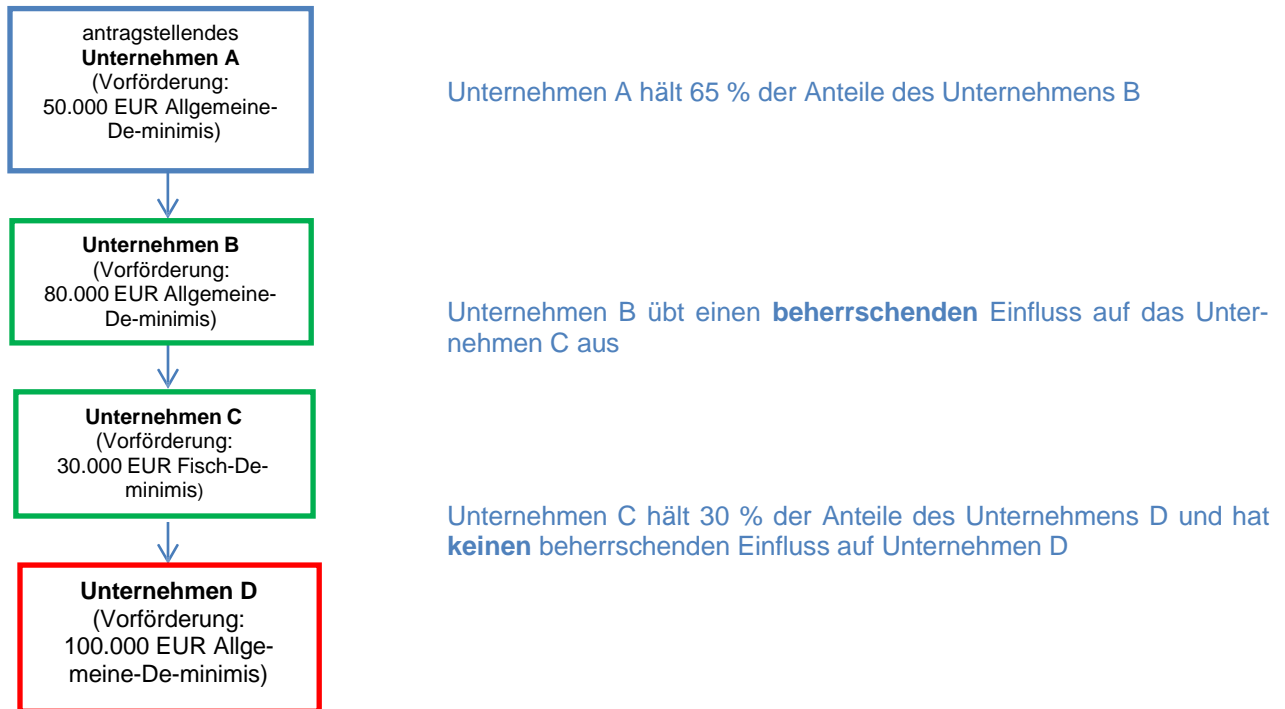 antragstellendes
Unternehmen A
(Vorförderung:
50.000 EUR Allgemeine-
De-minimis)
Unternehmen A hält 65 % der Anteile des Unternehmens B
Unternehmen B
(Vorförderung:
80.000 EUR Allgemeine-
De-minimis)
Unternehmen B übt einen beherrschenden Einfluss auf das Unter-
nehmen C aus
Unternehmen C
(Vorförderung:
30.000 EUR Fisch-De-
minimis)
Unternehmen C hält 30 % der Anteile des Unternehmens D und hat
keinen beherrschenden Einfluss auf Unternehmen D
Unternehmen D
(Vorförderung:
100.000 EUR Allge-
meine-De-minimis)